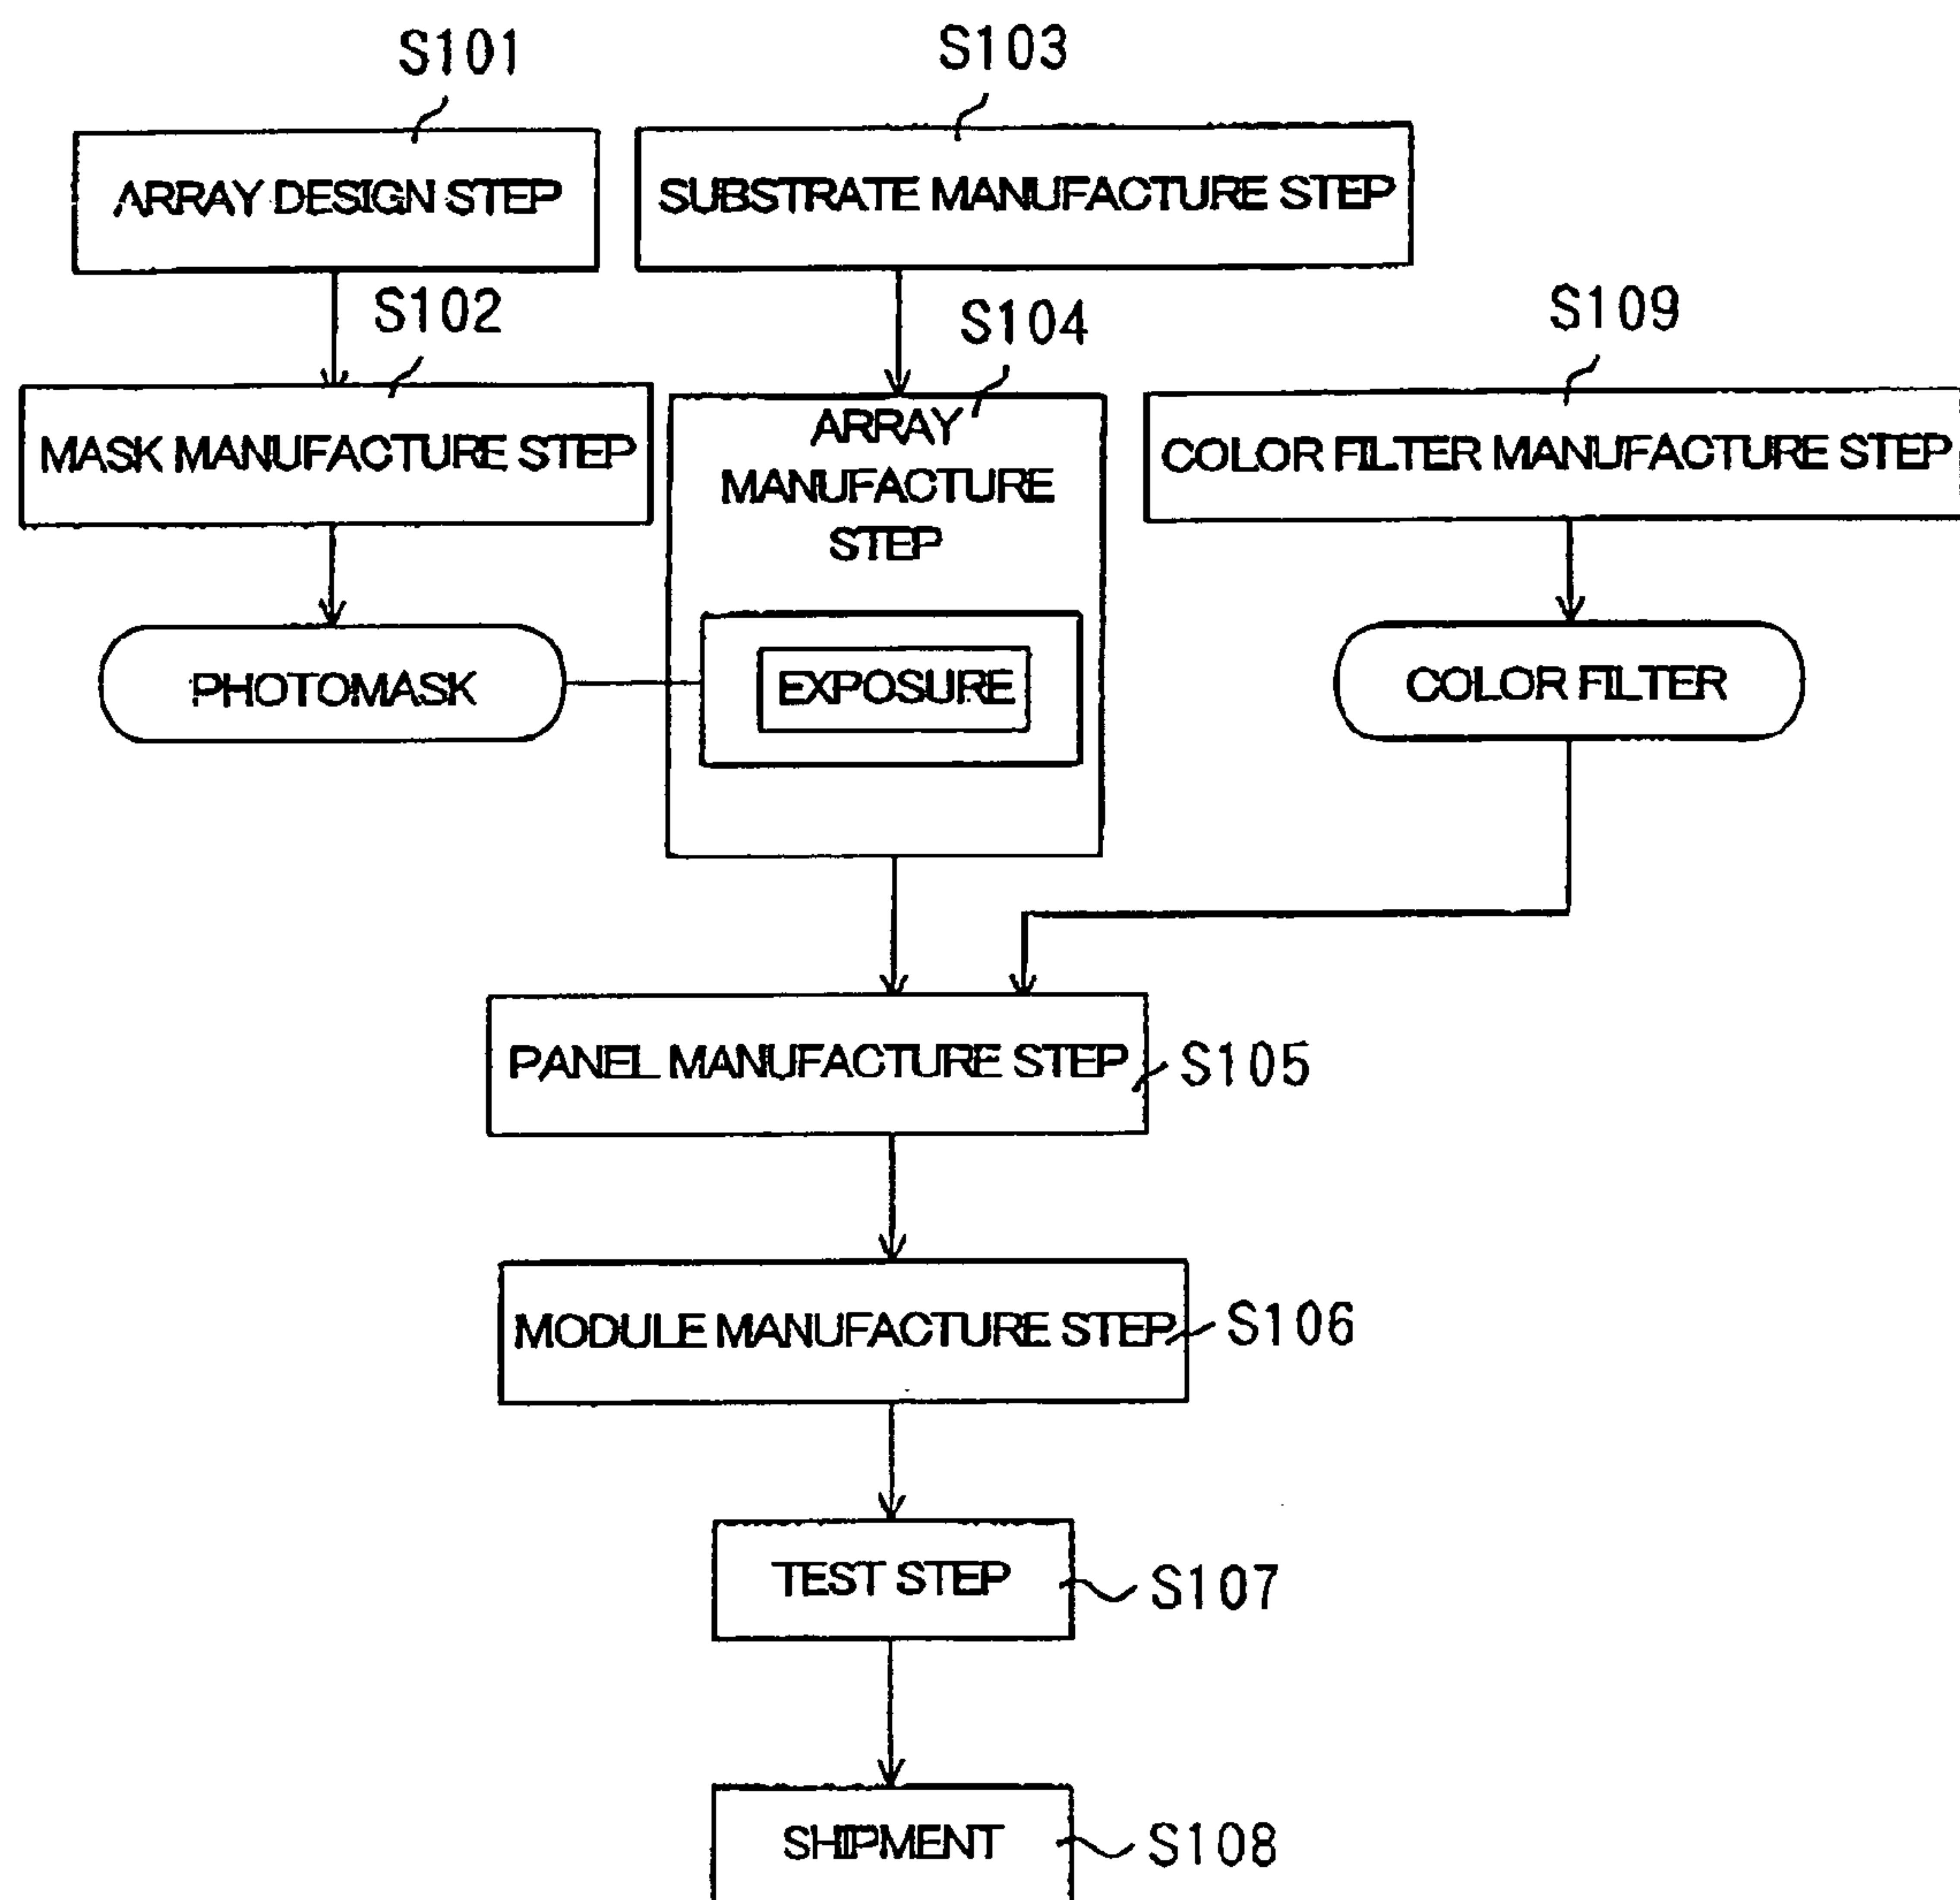 S101
S103
ARRAY DESIGN STEP
SUBSTRATE MANUFACTURE STEP
S102
S104
S109
MASK MANUFACTURE STEP
ARRAY
MANUFACTURE
STEP
COLOR FILTER MANUFACTURE STEP
PHOTOMASK
EXPOSURE
COLOR FILTER
PANEL MANUFACTURE STEP
S105
MODULE MANUFACTURE STEP
S106
TEST STEP
S107
SHIPMENT
S108